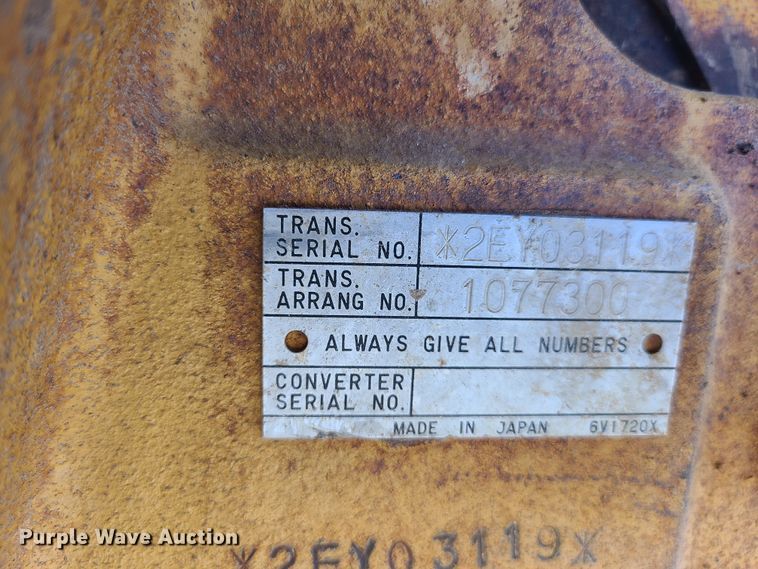 TRANS.
SERIAL NO. *2EY03119*
TRANS.
ARRANG NO. 1077300
ALWAYS GIVE ALL NUMBERS
CONVERTER
SERIAL NO.
MADE IN JAPAN 6V1720X
*2EY03119*
Purple Wave Auction